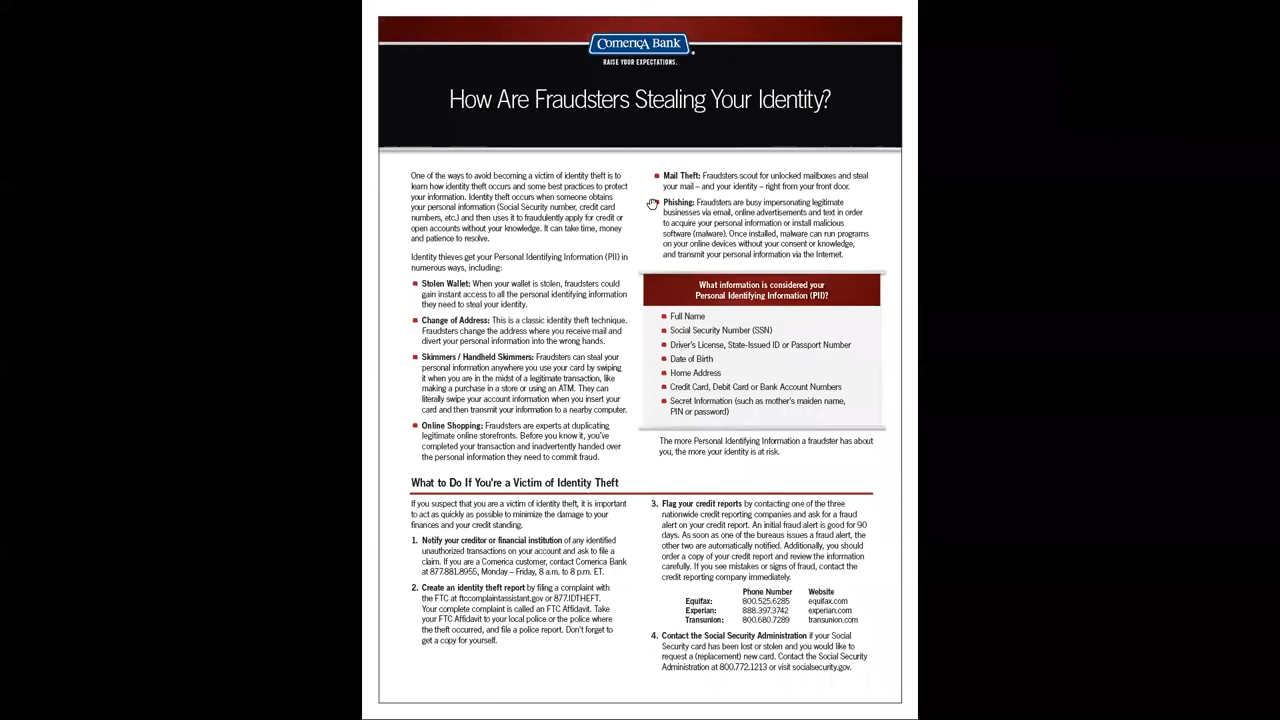 Comerica Bank
RAISE YOUR EXPECTATIONS.
How Are Fraudsters Stealing Your Identity?
One of the ways to avoid becoming a victim of identity theft is to
learn how identity theft occurs and some best practices to protect
your information. Identity theft occurs when someone obtains
your personal information (Social Security number, credit card
numbers, etc.) and then uses it to fraudulently apply for credit or
open accounts without your knowledge. It can take time, money
and patience to resolve.
Identity thieves get your Personal Identifying Information (PII) in
numerous ways, including:
Stolen Wallet: When your wallet is stolen, fraudsters could
gain instant access to all the personal identifying information
they need to steal your identity.
Change of Address: This is a classic identity theft technique.
Fraudsters change the address where you receive mail and
divert your personal information into the wrong hands.
Skimmers / Handheld Skimmers: Fraudsters can steal your
personal information anywhere you use your card by swiping
it when you are in the midst of a legitimate transaction, like
making a purchase in a store or using an ATM. They can
literally swipe your account information when you insert your
card and then transmit your information to a nearby computer.
Online Shopping: Fraudsters are experts at duplicating
legitimate online storefronts. Before you know it, you've
completed your transaction and inadvertently handed over
the personal information they need to commit fraud.
Mail Theft: Fraudsters scout for unlocked mailboxes and steal
your mail – and your identity – right from your front door.
Phishing: Fraudsters are busy impersonating legitimate
businesses via email, online advertisements and text in order
to acquire your personal information or install malicious
software (malware). Once installed, malware can run programs
on your online devices without your consent or knowledge,
and transmit your personal information via the Internet.
What information is considered your
Personal Identifying Information (PII)?
Full Name
Social Security Number (SSN)
Driver's License, State-Issued ID or Passport Number
Date of Birth
Home Address
Credit Card, Debit Card or Bank Account Numbers
Secret Information (such as mother's maiden name,
PIN or password)
The more Personal Identifying Information a fraudster has about
you, the more your identity is at risk.
What to Do If You're a Victim of Identity Theft
If you suspect that you are a victim of identity theft, it is important
to act as quickly as possible to minimize the damage to your
finances and your credit standing.
1. Notify your creditor or financial institution of any identified
unauthorized transactions on your account and ask to file a
claim. If you are a Comerica customer, contact Comerica Bank
at 877.881.8955, Monday – Friday, 8 a.m. to 8 p.m. ET.
2. Create an identity theft report by filing a complaint with
the FTC at ftccomplaintassistant.gov or 877.IDTHEFT.
Your complete complaint is called an FTC Affidavit. Take
your FTC Affidavit to your local police or the police where
the theft occurred, and file a police report. Don't forget to
get a copy for yourself.
3. Flag your credit reports by contacting one of the three
nationwide credit reporting companies and ask for a fraud
alert on your credit report. An initial fraud alert is good for 90
days. As soon as one of the bureaus issues a fraud alert, the
other two are automatically notified. Additionally, you should
order a copy of your credit report and review the information
carefully. If you see mistakes or signs of fraud, contact the
credit reporting company immediately.
Phone Number Website
Equifax: 800.525.6285 equifax.com
Experian: 888.397.3742 experian.com
Transunion: 800.680.7289 transunion.com
4. Contact the Social Security Administration if your Social
Security card has been lost or stolen and you would like to
request a (replacement) new card. Contact the Social Security
Administration at 800.772.1213 or visit socialsecurity.gov.